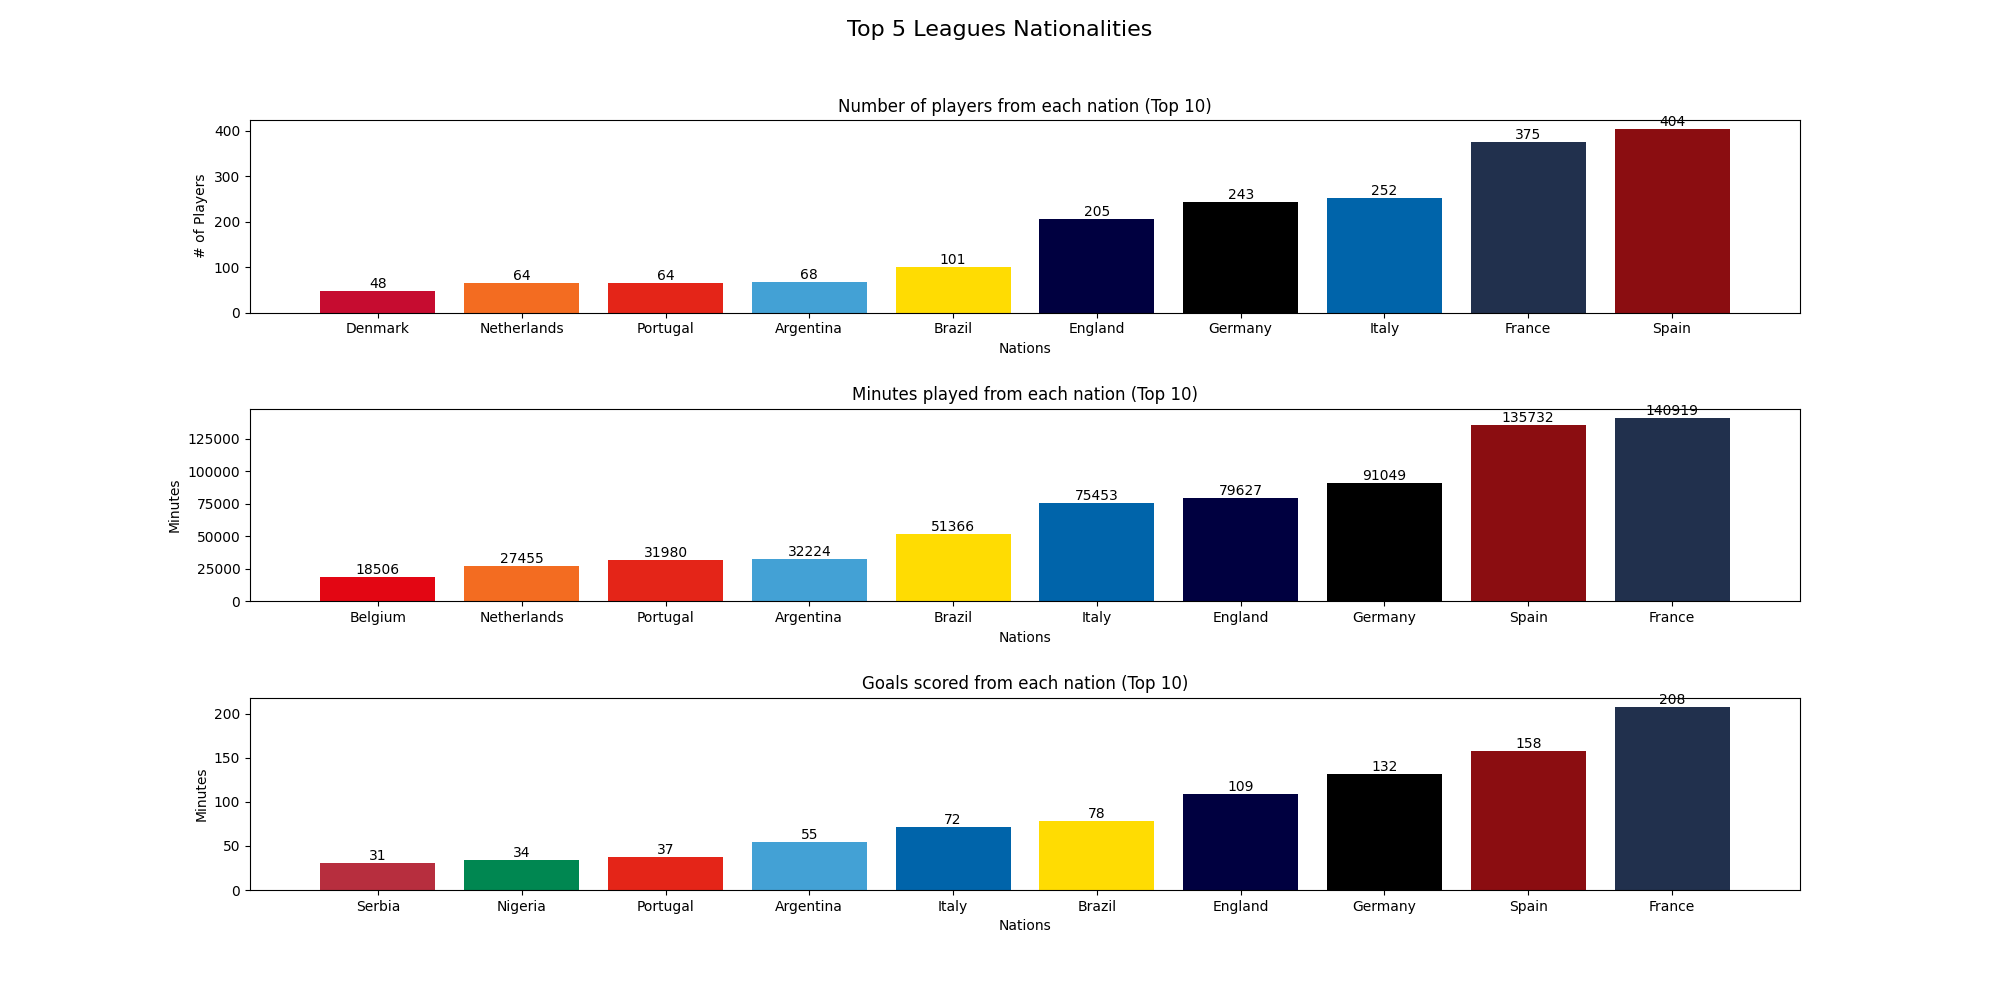 Top 5 Leagues Nationalities
Number of players from each nation (Top 10)
# of Players
400
300
200
100
0
48 64 64 68 101 205 243 252 375 404
Denmark Netherlands Portugal Argentina Brazil England Germany Italy France Spain
Nations
Minutes played from each nation (Top 10)
Minutes
125000
100000
75000
50000
25000
0
18506 27455 31980 32224 51366 75453 79627 91049 135732 140919
Belgium Netherlands Portugal Argentina Brazil Italy England Germany Spain France
Nations
Goals scored from each nation (Top 10)
Minutes
200
150
100
50
0
31 34 37 55 72 78 109 132 158 208
Serbia Nigeria Portugal Argentina Italy Brazil England Germany Spain France
Nations